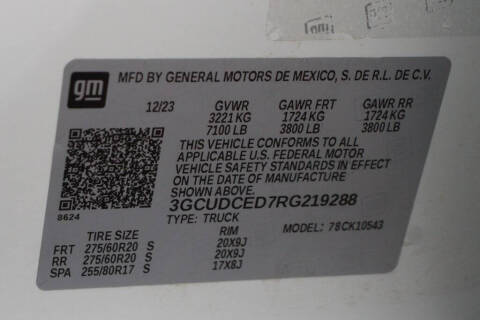 gm
MFD BY GENERAL MOTORS DE MEXICO, S. DE R.L. DE C.V.
12/23 GVWR GAWR FRT GAWR RR
3221 KG 1724 KG 1724 KG
7100 LB 3800 LB 3800 LB
THIS VEHICLE CONFORMS TO ALL
APPLICABLE U.S. FEDERAL MOTOR
VEHICLE SAFETY STANDARDS IN EFFECT
ON THE DATE OF MANUFACTURE
SHOWN ABOVE.
8624
3GCUDCED7RG219288
TYPE: TRUCK MODEL: 78CK10543
TIRE SIZE RIM
FRT 275/60R20 S 20X9J
RR 275/60R20 S 20X9J
SPA 255/80R17 S 17X8J